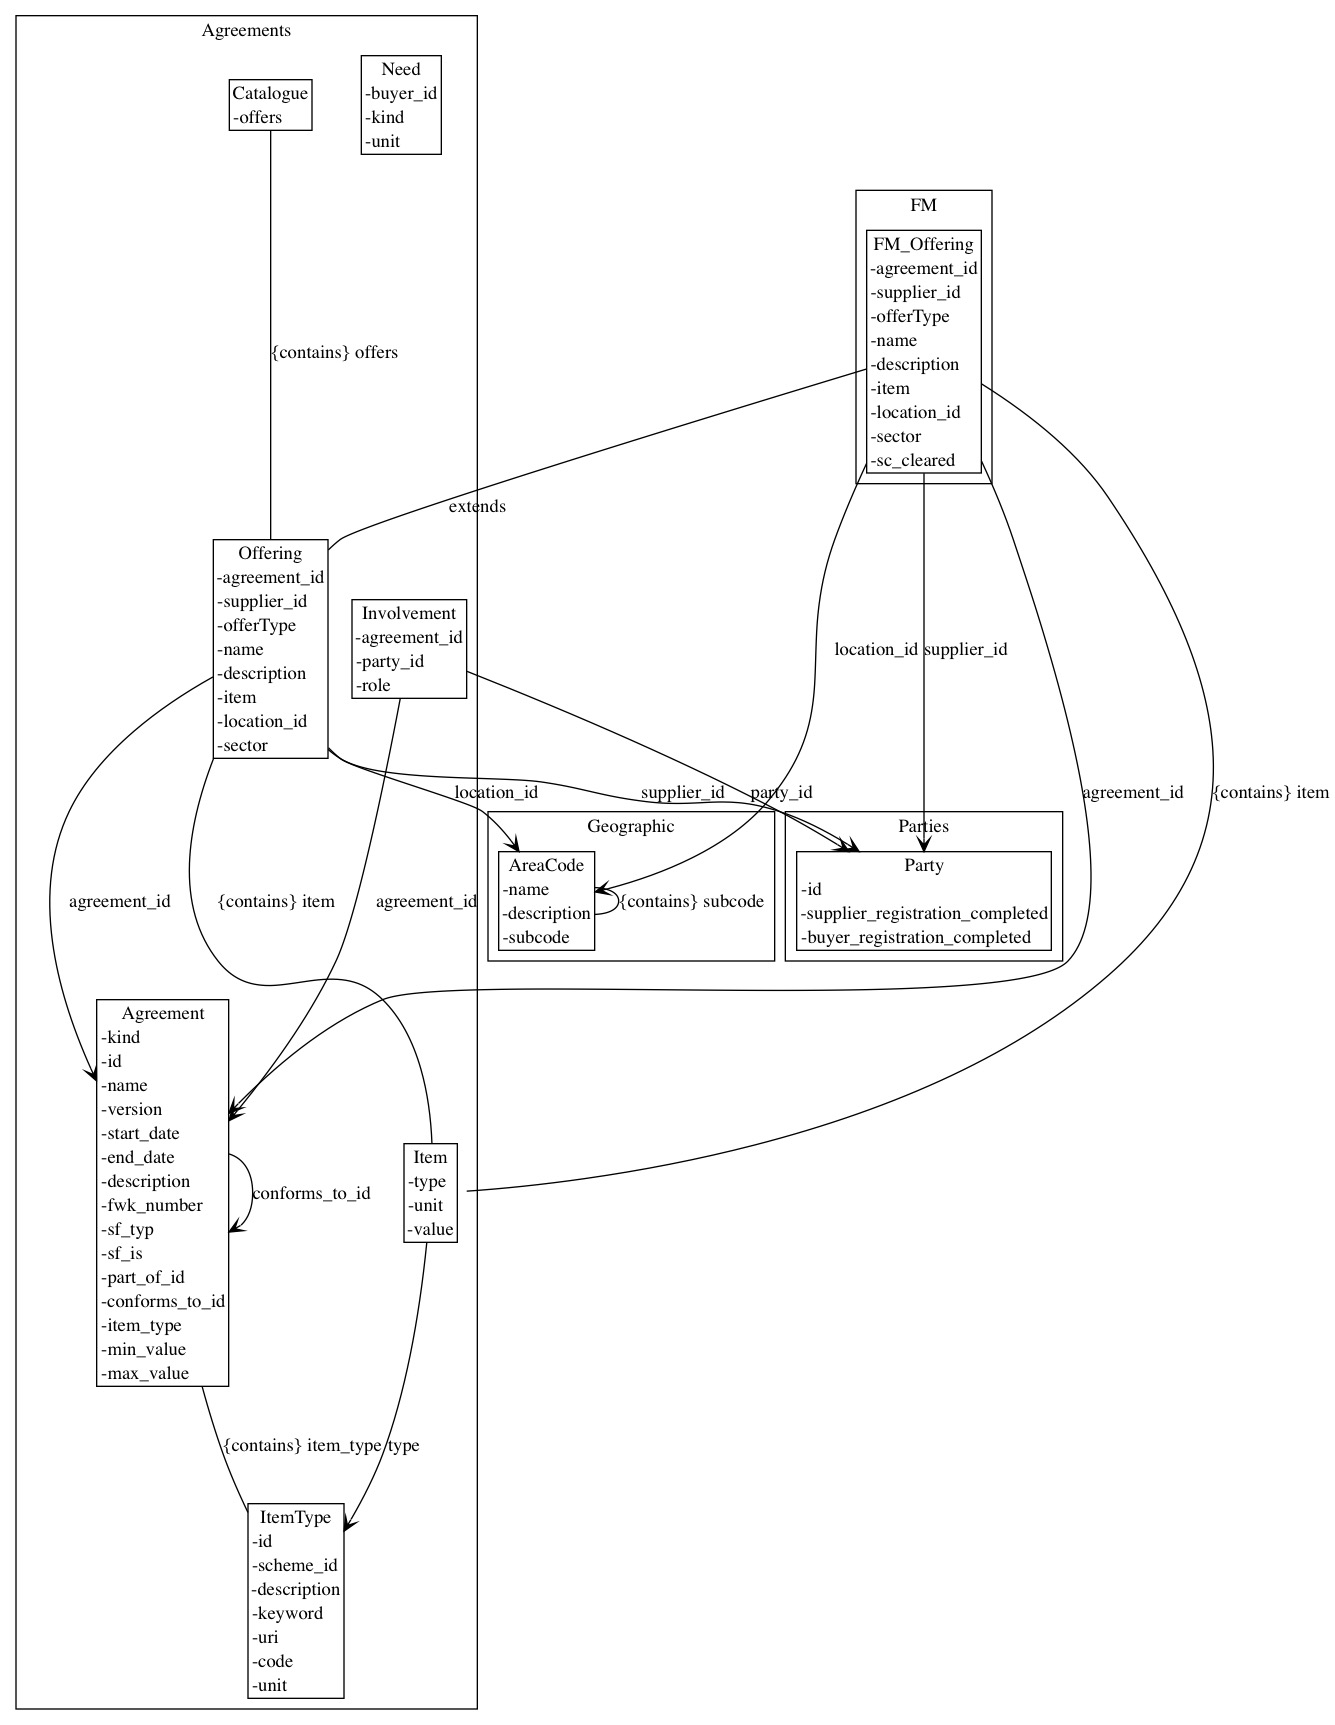 Agreements
Need
-buyer_id
-kind
-unit
Catalogue
-offers
{contains} offers
FM
FM_Offering
-agreement_id
-supplier_id
-offerType
-name
-description
-item
-location_id
-sector
-sc_cleared
extends
Offering
-agreement_id
-supplier_id
-offerType
-name
-description
-item
-location_id
-sector
Involvement
-agreement_id
-party_id
-role
location_id
supplier_id
location_id
supplier_id
party_id
agreement_id
{contains} item
Geographic
AreaCode
-name
-description
-subcode
{contains} subcode
Parties
Party
-id
-supplier_registration_completed
-buyer_registration_completed
agreement_id
{contains} item
agreement_id
Agreement
-kind
-id
-name
-version
-start_date
-end_date
-description
-fwk_number
-sf_typ
-sf_is
-part_of_id
-conforms_to_id
-item_type
-min_value
-max_value
conforms_to_id
Item
-type
-unit
-value
{contains} item_type
type
ItemType
-id
-scheme_id
-description
-keyword
-uri
-code
-unit